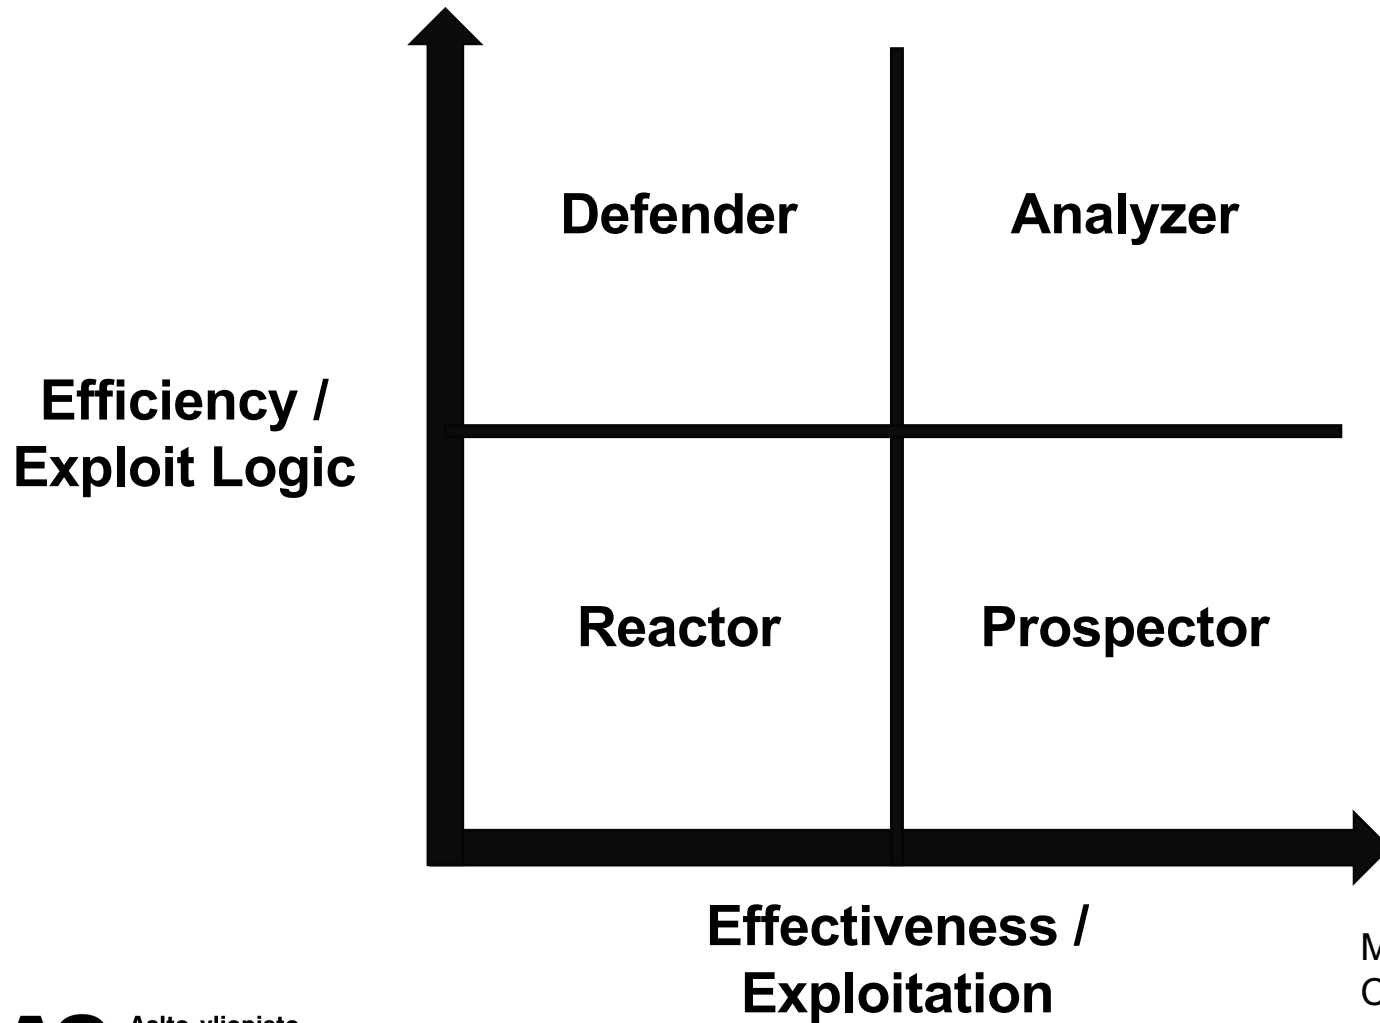 Defender
Analyzer
Efficiency /
Exploit Logic
Reactor
Prospector
Effectiveness /
Exploitation